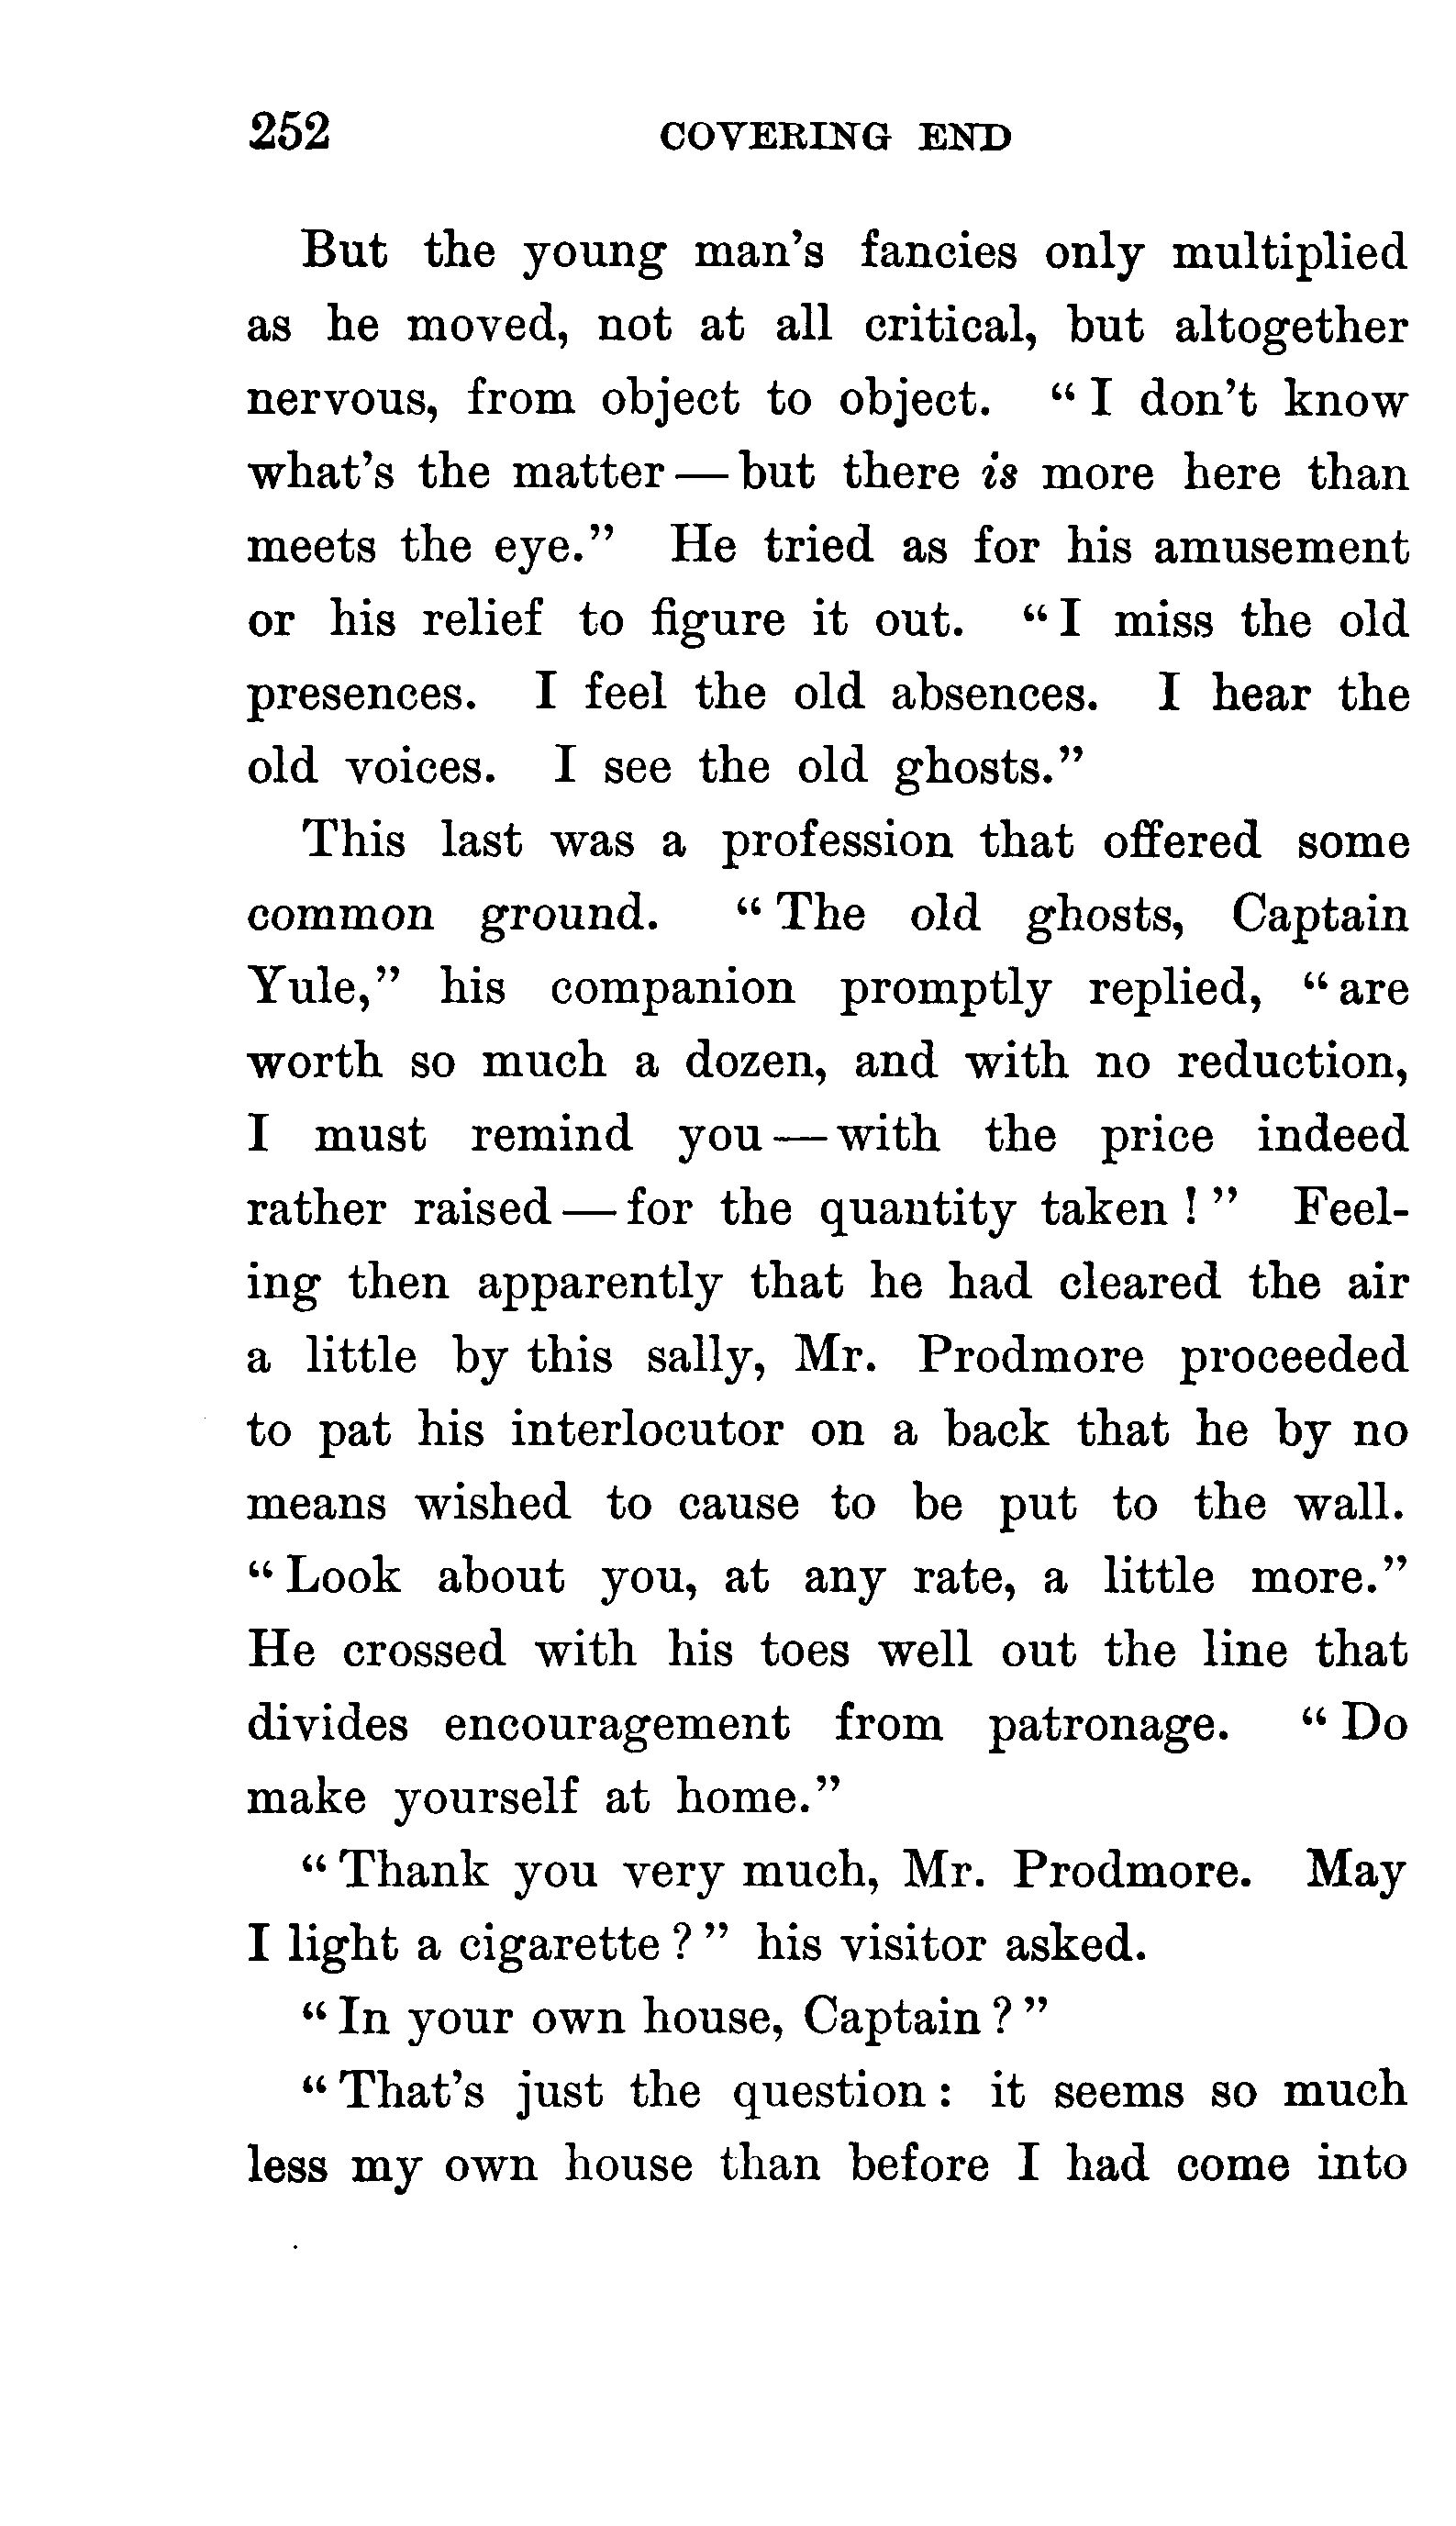 252 COVERING END
But the young man's fancies only multiplied
as he moved, not at all critical, but altogether
nervous, from object to object. “I don't know
what's the matter—but there is more here than
meets the eye.” He tried as for his amusement
or his relief to figure it out. “I miss the old
presences. I feel the old absences. I hear the
old voices. I see the old ghosts.”
This last was a profession that offered some
common ground. “The old ghosts, Captain
Yule,” his companion promptly replied, “are
worth so much a dozen, and with no reduction,
I must remind you—with the price indeed
rather raised—for the quantity taken!” Feel-
ing then apparently that he had cleared the air
a little by this sally, Mr. Prodmore proceeded
to pat his interlocutor on a back that he by no
means wished to cause to be put to the wall.
“Look about you, at any rate, a little more.”
He crossed with his toes well out the line that
divides encouragement from patronage. “Do
make yourself at home.”
“Thank you very much, Mr. Prodmore. May
I light a cigarette?” his visitor asked.
“In your own house, Captain?”
“That's just the question: it seems so much
less my own house than before I had come into